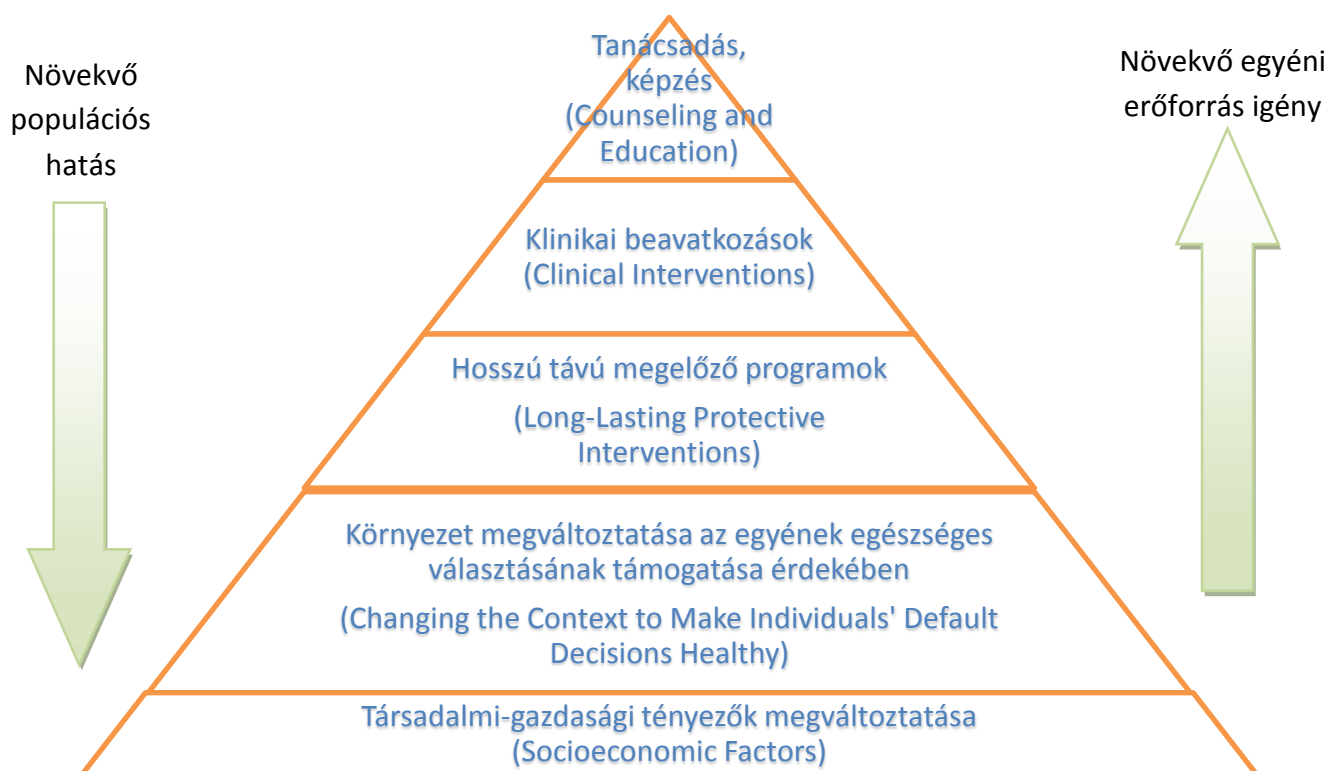 Növekvő
populációs
hatás
Tanácsadás,
képzés
(Counseling and
Education)
Növekvő egyéni
erőforrás igény
Klinikai beavatkozások
(Clinical Interventions)
Hosszú távú megelőző programok
(Long-Lasting Protective
Interventions)
Környezet megváltoztatása az egyének egészséges
választásának támogatása érdekében
(Changing the Context to Make Individuals' Default
Decisions Healthy)
Társadalmi-gazdasági tényezők megváltoztatása
(Socioeconomic Factors)